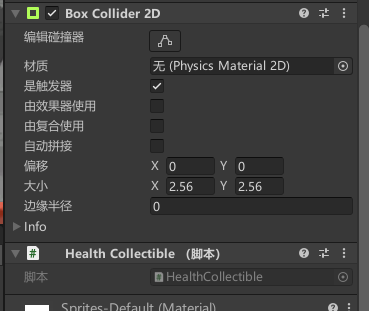 Box Collider 2D
编辑碰撞器
材质 无 (Physics Material 2D)
是触发器
由效果器使用
由复合使用
自动拼接
偏移 X 0 Y 0
大小 X 2.56 Y 2.56
边缘半径 0
Info
# Health Collectible （脚本）
脚本 # HealthCollectible
Sprites-Default (Material)